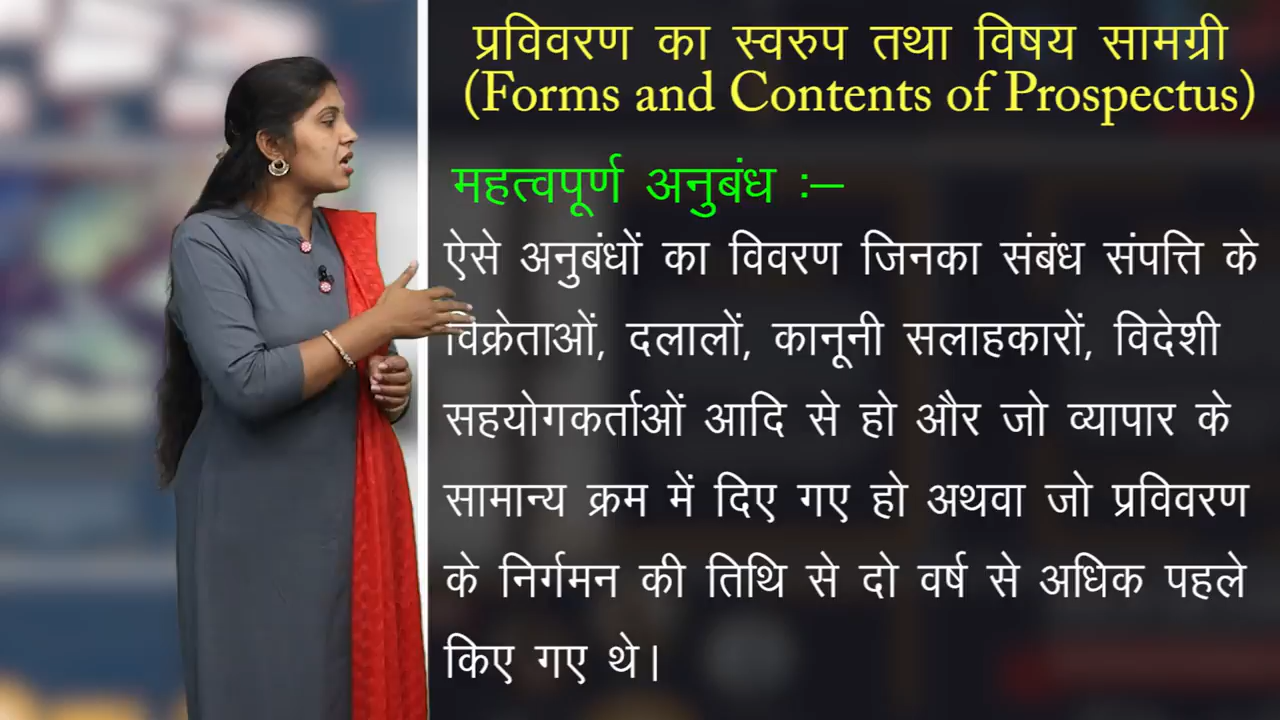 प्रविवरण का स्वरुप तथा विषय सामग्री
(Forms and Contents of Prospectus)
महत्वपूर्ण अनुबंध :–
ऐसे अनुबंधों का विवरण जिनका संबंध संपत्ति के
विक्रेताओं, दलालों, कानूनी सलाहकारों, विदेशी
सहयोगकर्ताओं आदि से हो और जो व्यापार के
सामान्य क्रम में दिए गए हो अथवा जो प्रविवरण
के निर्गमन की तिथि से दो वर्ष से अधिक पहले
किए गए थे।